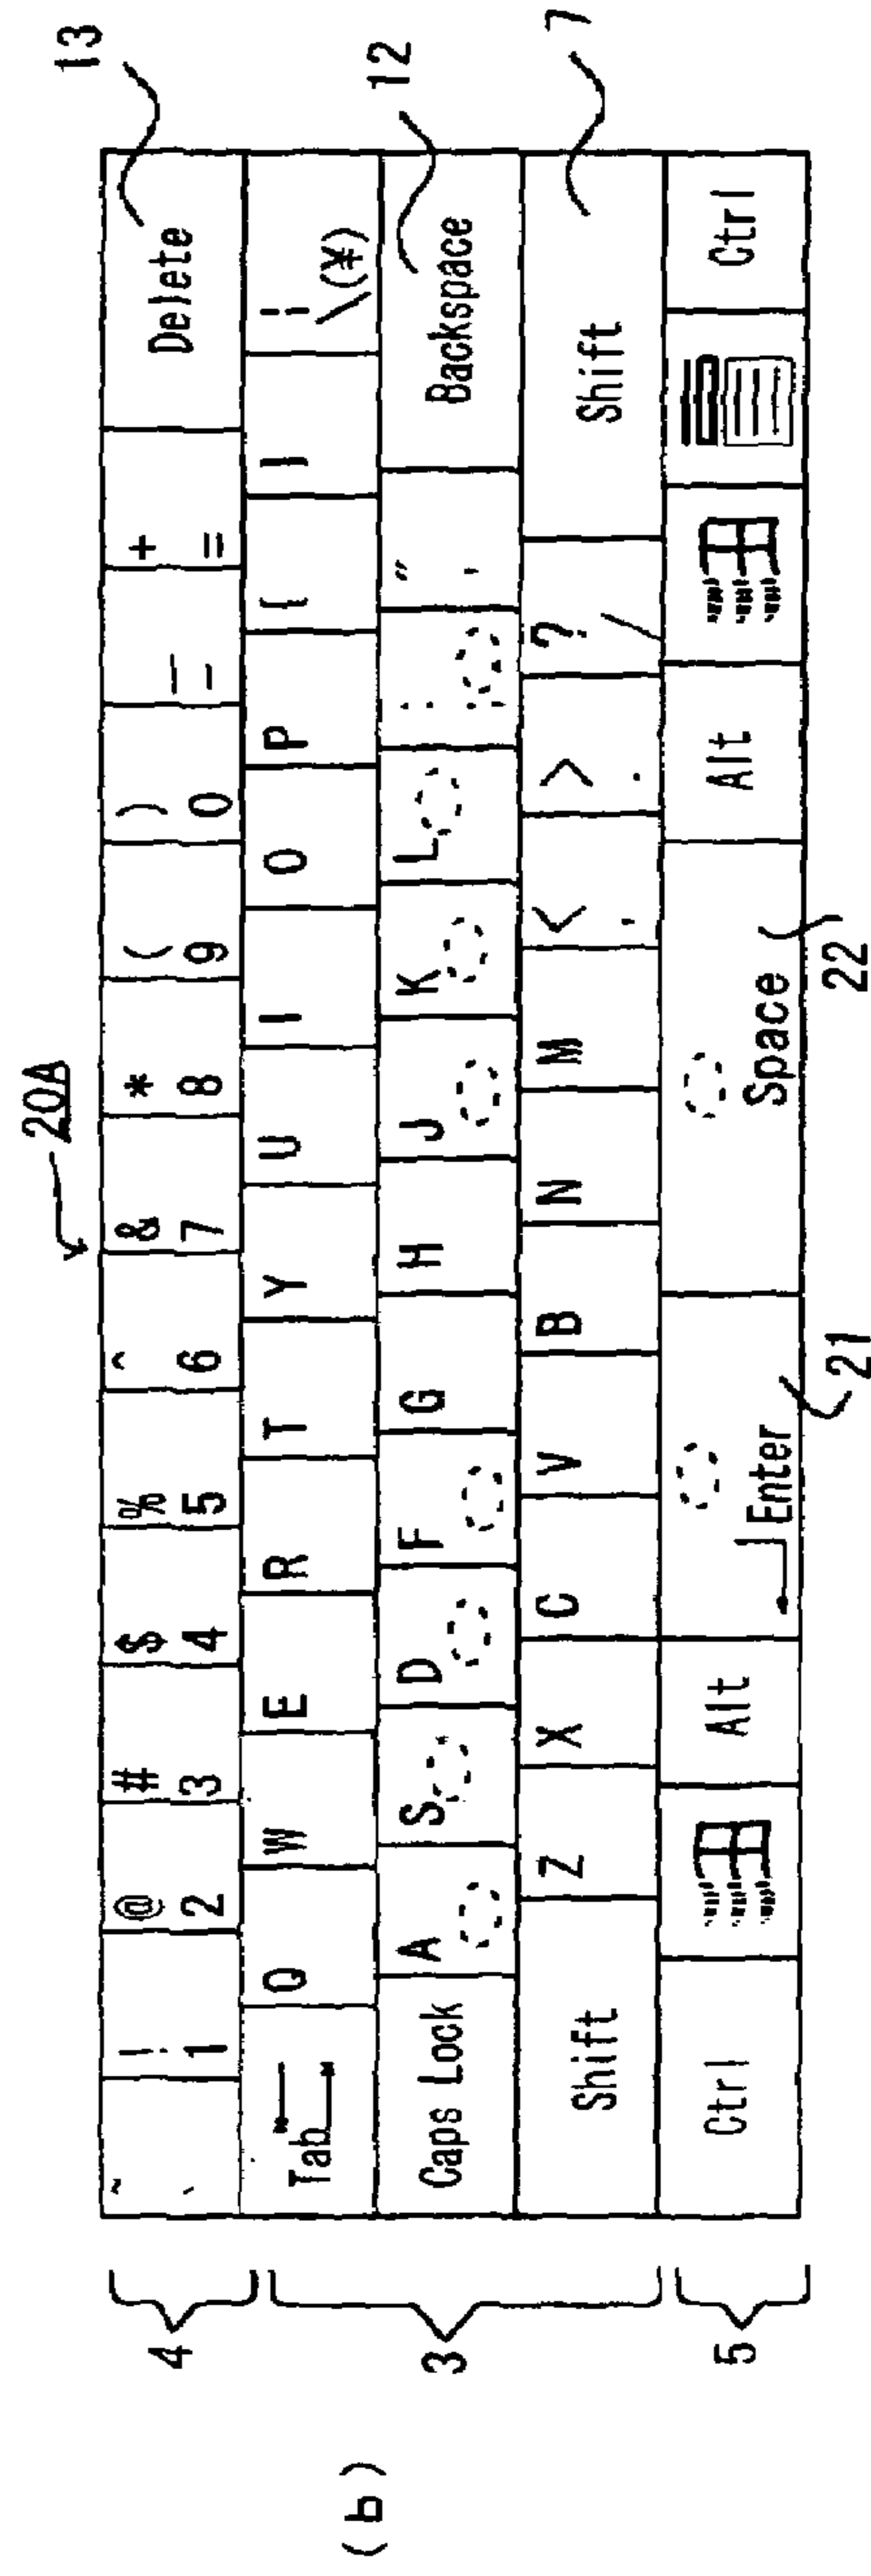 20A
13
12
7
~ ! @ # $ % ^ & * ( ) _ +
` 1 2 3 4 5 6 7 8 9 0 - = Delete
4
Tab Q W E R T Y U I O P { } ¦ \(¥)
3
Caps Lock A S D F G H J K L : ; " ' Backspace
Shift Z X C V B N M < , > . ? / Shift
5
Ctrl Alt Enter Space Alt Ctrl
21
22
(b)